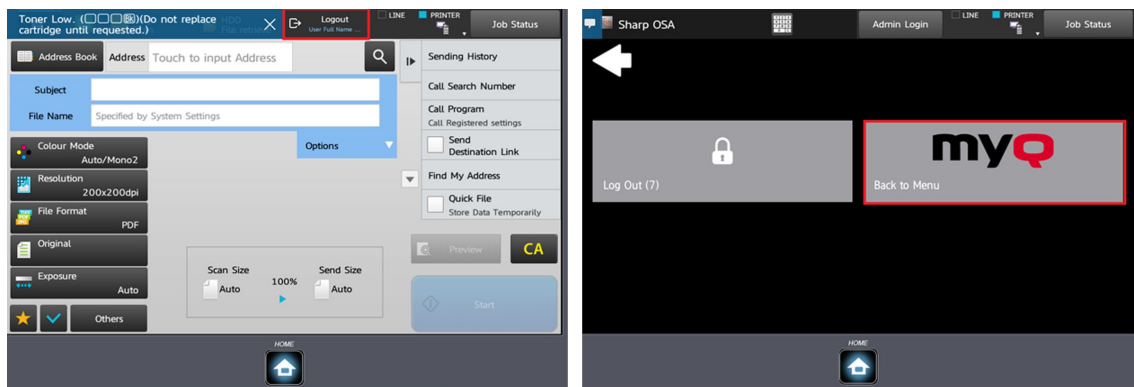 Toner Low. (□□□
)(Do not replace
cartridge until requested.)
Logout
User Full Name ...
LINE
PRINTER
Job Status
Address Book
Address
Touch to input Address
Subject
File Name
Specified by System Settings
Options
Colour Mode
Auto/Mono2
Resolution
200x200dpi
File Format
PDF
Original
Exposure
Auto
Others
Scan Size
Auto
100%
Send Size
Auto
Sending History
Call Search Number
Call Program
Call Registered settings
Send
Destination Link
Find My Address
Quick File
Store Data Temporarily
Preview
CA
Start
HOME
Sharp OSA
Admin Login
LINE
PRINTER
Job Status
Log Out (7)
myQ
Back to Menu
HOME